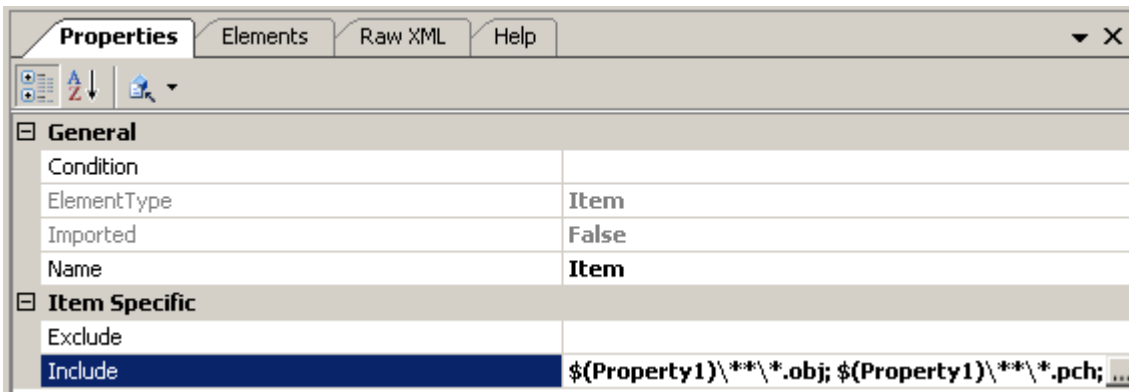 Properties Elements Raw XML Help
General
Condition
ElementType Item
Imported False
Name Item
Item Specific
Exclude
Include $(Property1)\**\*.obj; $(Property1)\**\*.pch; ...